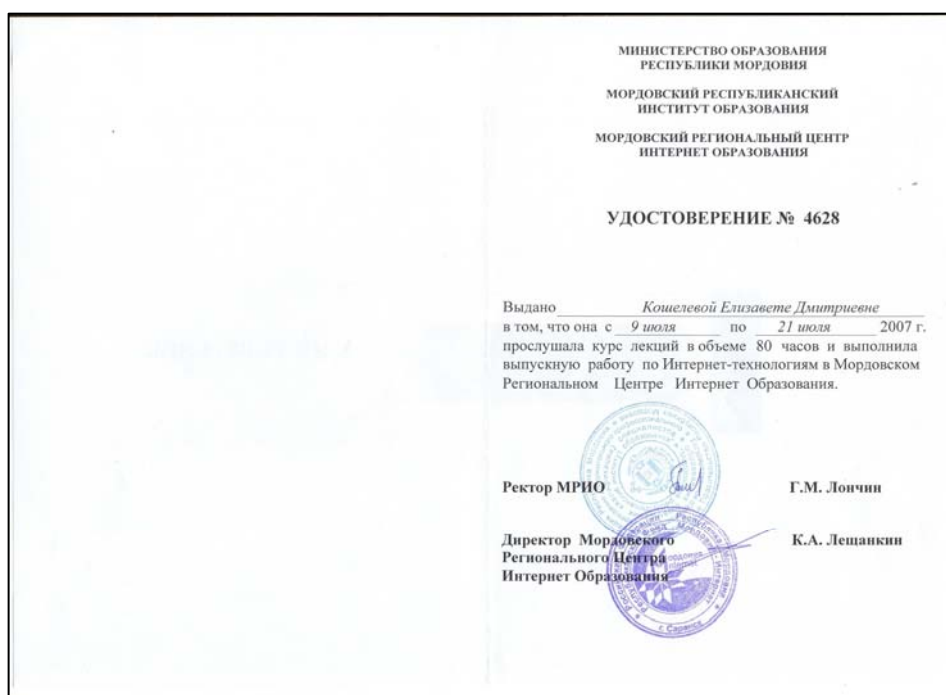 МИНИСТЕРСТВО ОБРАЗОВАНИЯ
РЕСПУБЛИКИ МОРДОВИЯ
МОРДОВСКИЙ РЕСПУБЛИКАНСКИЙ
ИНСТИТУТ ОБРАЗОВАНИЯ
МОРДОВСКИЙ РЕГИОНАЛЬНЫЙ ЦЕНТР
ИНТЕРНЕТ ОБРАЗОВАНИЯ
УДОСТОВЕРЕНИЕ № 4628
Выдано Кошелевой Елизавете Дмитриевне
в том, что она с 9 июля по 21 июля 2007 г.
прослушала курс лекций в объеме 80 часов и выполнила
выпускную работу по Интернет-технологиям в Мордовском
Региональном Центре Интернет Образования.
Ректор МРИО Г.М. Лончин
Директор Мордовского К.А. Лещанкин
Регионального Центра
Интернет Образования
г. Саранск